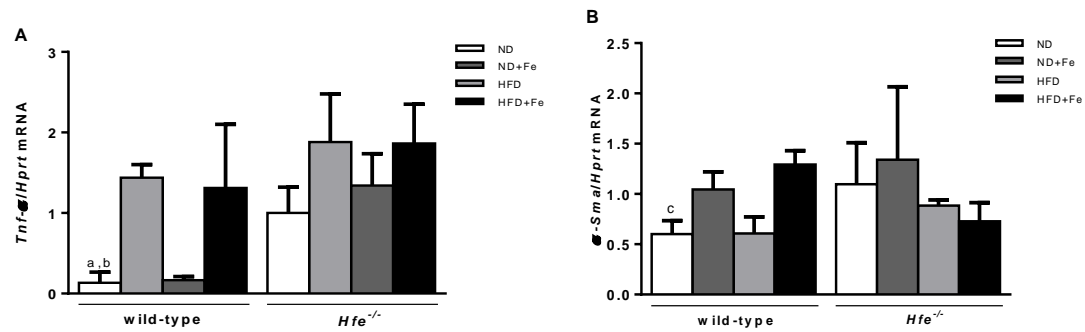 A
Tnf-α/Hprt mRNA
3
2
1
0
a,b
wild-type
Hfe-/-
ND
ND+Fe
HFD
HFD+Fe
B
α-Sma/Hprt mRNA
2.5
2.0
1.5
1.0
0.5
0.0
c
wild-type
Hfe-/-
ND
ND+Fe
HFD
HFD+Fe